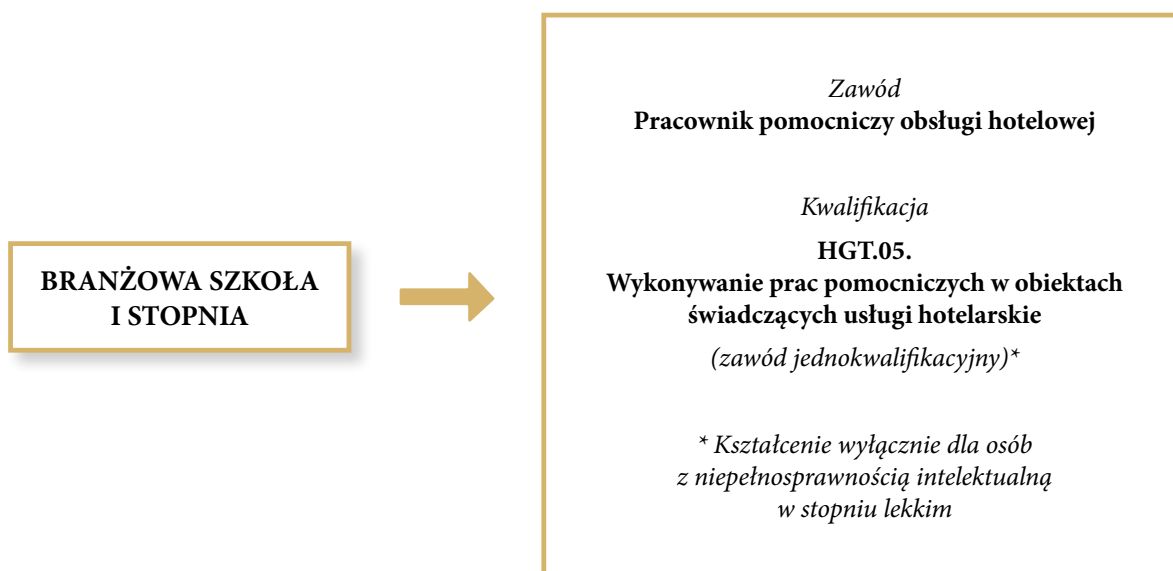 BRANŻOWA SZKOŁA
I STOPNIA
Zawód
Pracownik pomocniczy obsługi hotelowej
Kwalifikacja
HGT.05.
Wykonywanie prac pomocniczych w obiektach
świadczących usługi hotelarskie
(zawód jednokwalifikacyjny)*
* Kształcenie wyłącznie dla osób
z niepełnosprawnością intelektualną
w stopniu lekkim